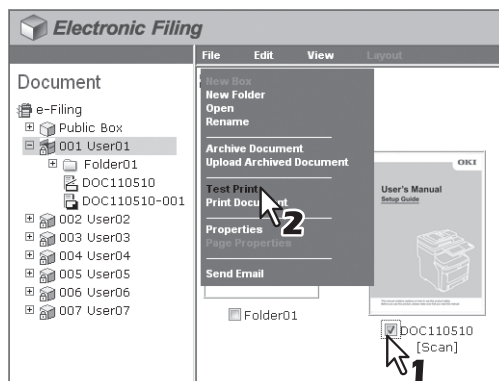 Electronic Filing
File Edit View Layout
Document
e-Filing
Public Box
001 User01
Folder01
DOC110510
DOC110510-001
002 User02
003 User03
004 User04
005 User05
006 User06
007 User07
New Box
New Folder
Open
Rename
Archive Document
Upload Archived Document
Test Print
Print Document
Properties
Page Properties
Send Email
2
Folder01
OKI
User's Manual
Setup Guide
DOC110510
[Scan]
1